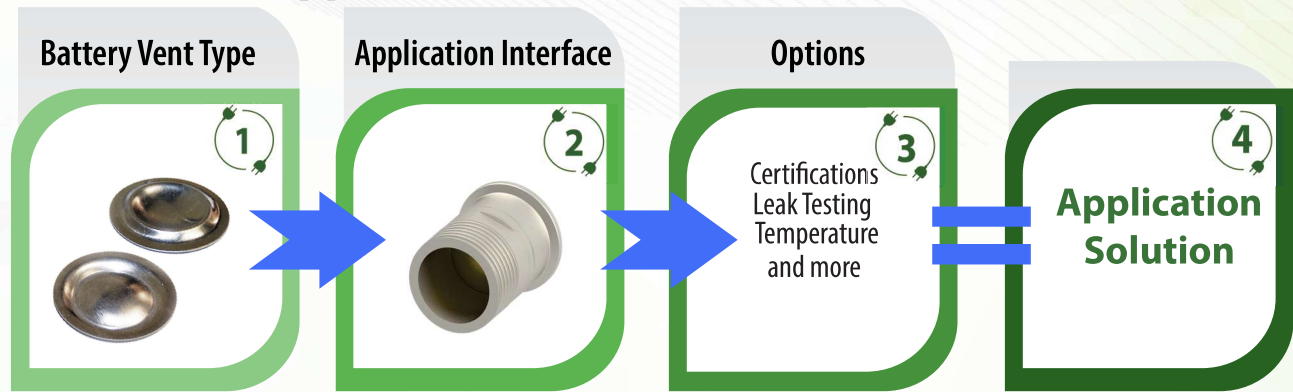 Battery Vent Type
1
Application Interface
2
Options
3
Certifications
Leak Testing
Temperature
and more
4
Application
Solution